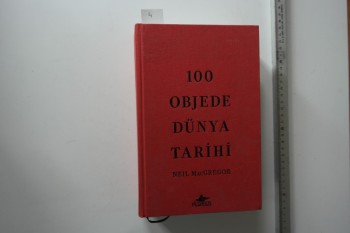 100
OBJEDE
DÜNYA
TARİHİ
NEIL MACGREGOR